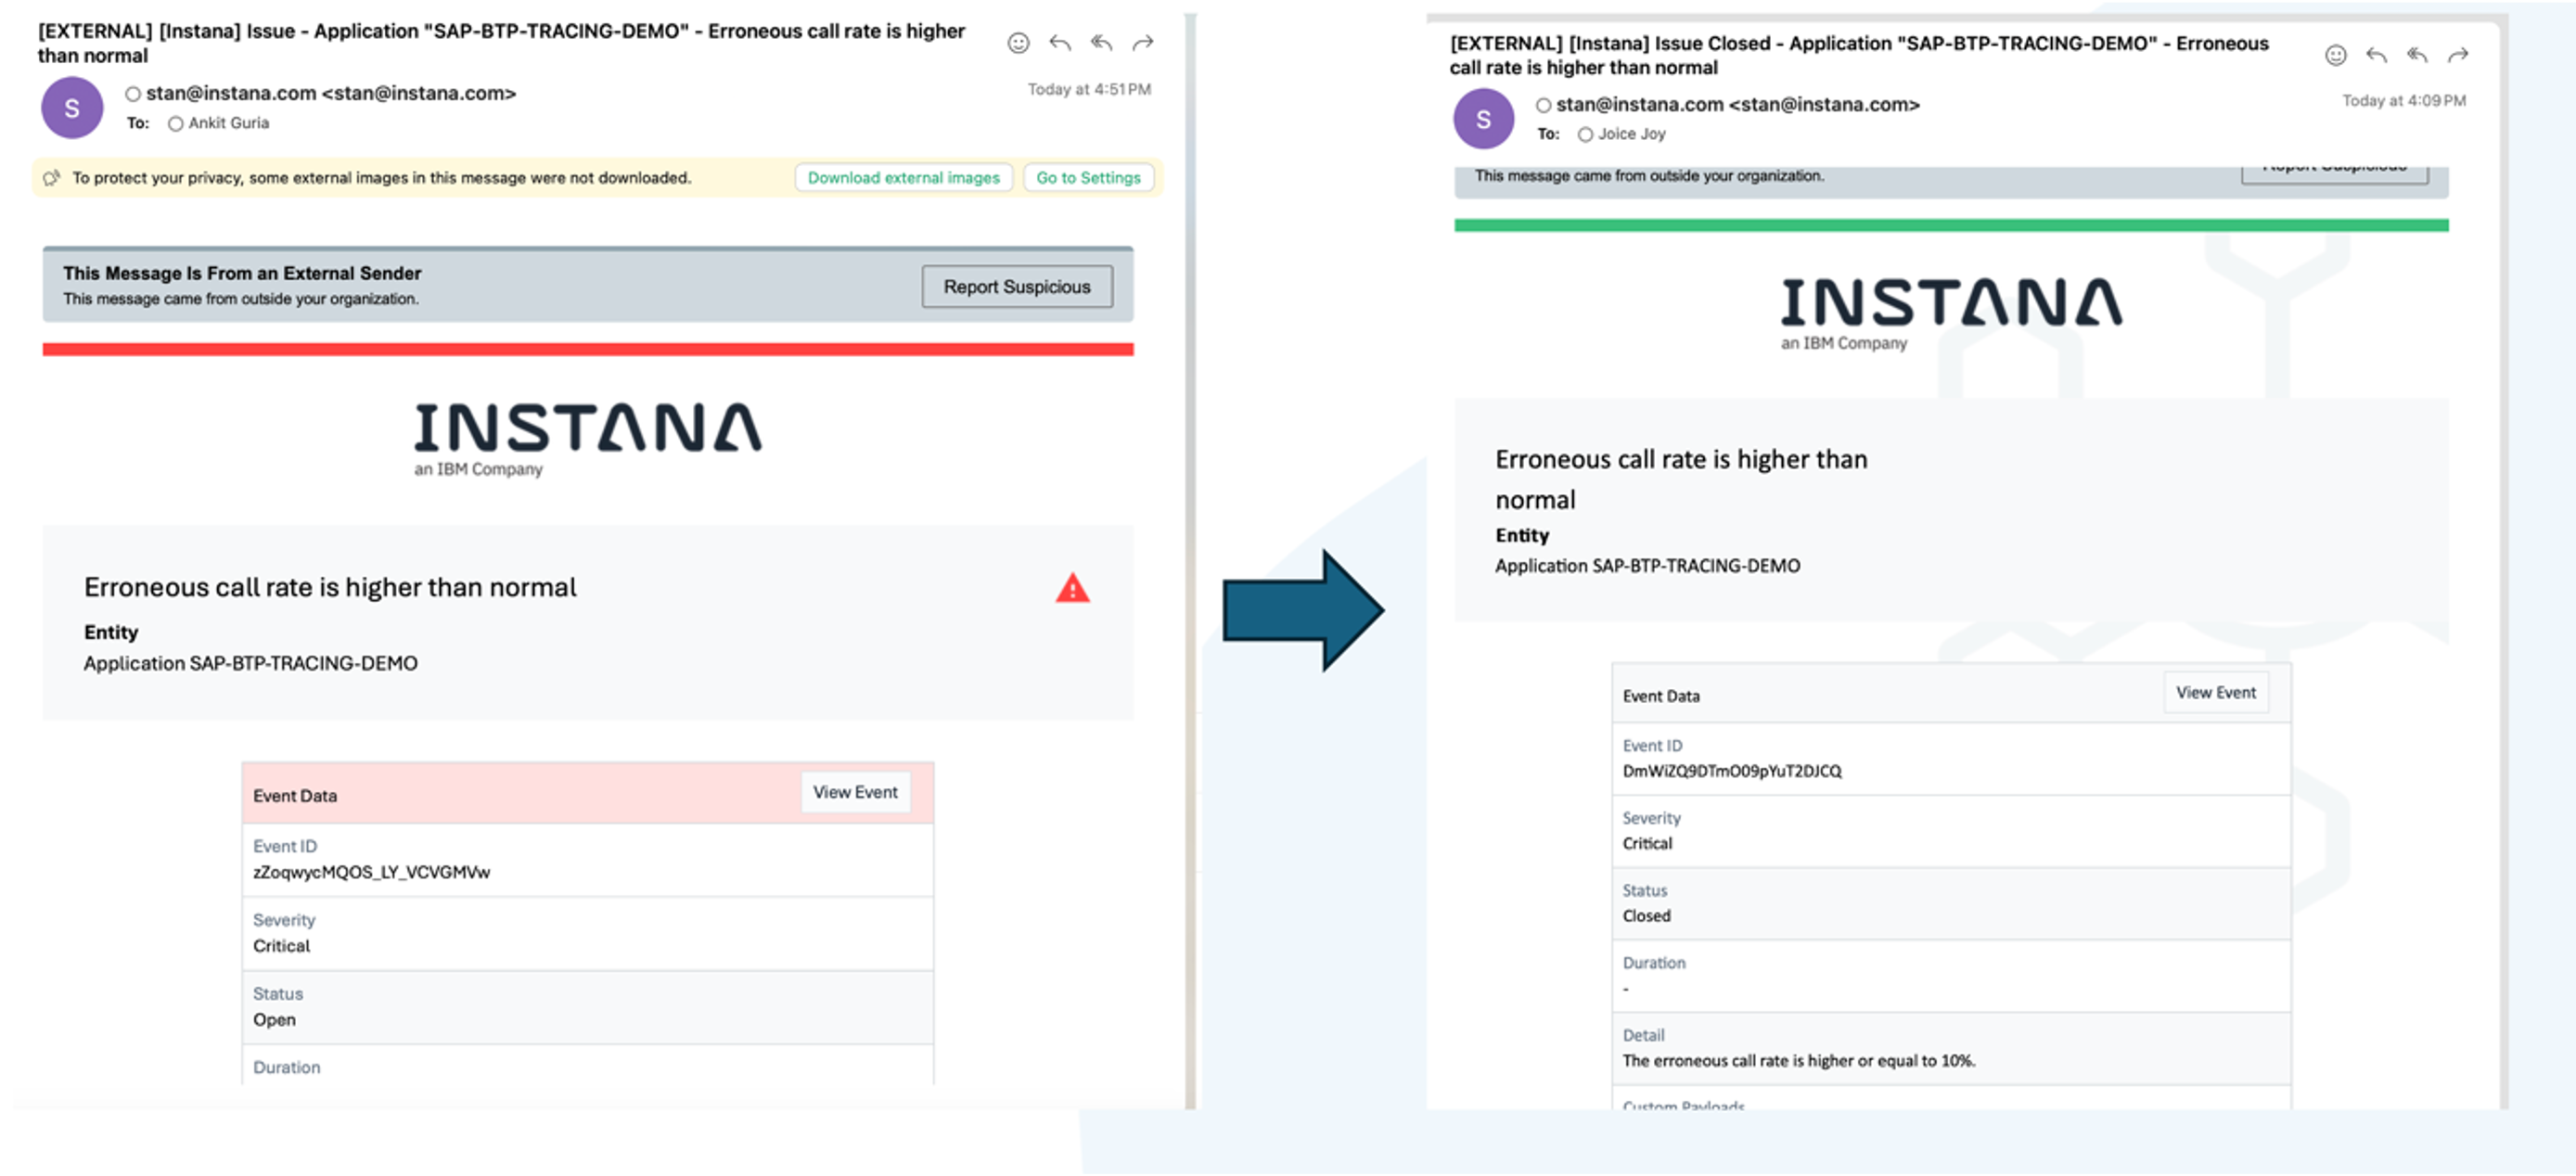 [EXTERNAL] [Instana] Issue - Application "SAP-BTP-TRACING-DEMO" - Erroneous call rate is higher
than normal
S
stan@instana.com <stan@instana.com>
Today at 4:51 PM
To: Ankit Guria
To protect your privacy, some external images in this message were not downloaded.
Download external images
Go to Settings
This Message Is From an External Sender
This message came from outside your organization.
Report Suspicious
INSTANA
an IBM Company
Erroneous call rate is higher than normal
Entity
Application SAP-BTP-TRACING-DEMO
Event Data
View Event
Event ID
zZoqwycMQOS_LY_VCVGMVw
Severity
Critical
Status
Open
Duration
[EXTERNAL] [Instana] Issue Closed - Application "SAP-BTP-TRACING-DEMO" - Erroneous
call rate is higher than normal
S
stan@instana.com <stan@instana.com>
Today at 4:09 PM
To: Joice Joy
Report Suspicious
This message came from outside your organization.
INSTANA
an IBM Company
Erroneous call rate is higher than
normal
Entity
Application SAP-BTP-TRACING-DEMO
Event Data
View Event
Event ID
DmWiZQ9DTmO09pYuT2DJCQ
Severity
Critical
Status
Closed
Duration
-
Detail
The erroneous call rate is higher or equal to 10%.
Custom Payloads